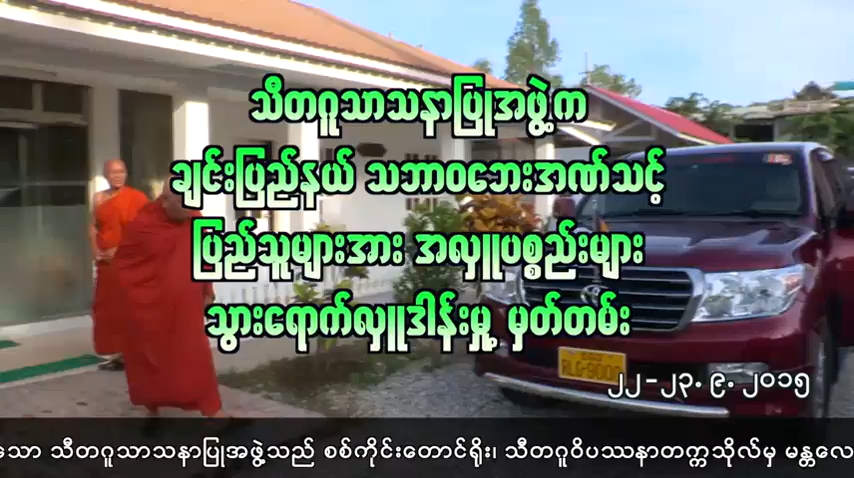 သီတဂူသာသနာပြုအဖွဲ့က
ချင်းပြည်နယ် သဘာဝဘေးအဏ်သင့်
ပြည်သူများအား အလှူပစ္စည်းများ
သွားရောက်လှူဒါန်းမှု့ မှတ်တမ်း
RLG-9000
၂၂-၂၃. ၉. ၂၀၁၅
သော သီတဂူသာသနာပြုအဖွဲ့သည် စစ်ကိုင်းတောင်ရိုး၊ သီတဂူဝိပဿနာတက္ကသိုလ်မှ မန္တလေ